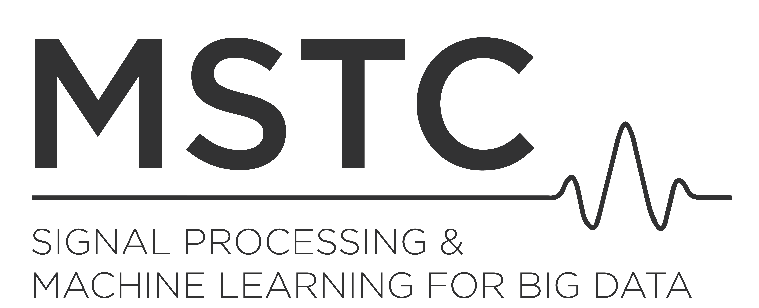 MSTC
SIGNAL PROCESSING &
MACHINE LEARNING FOR BIG DATA